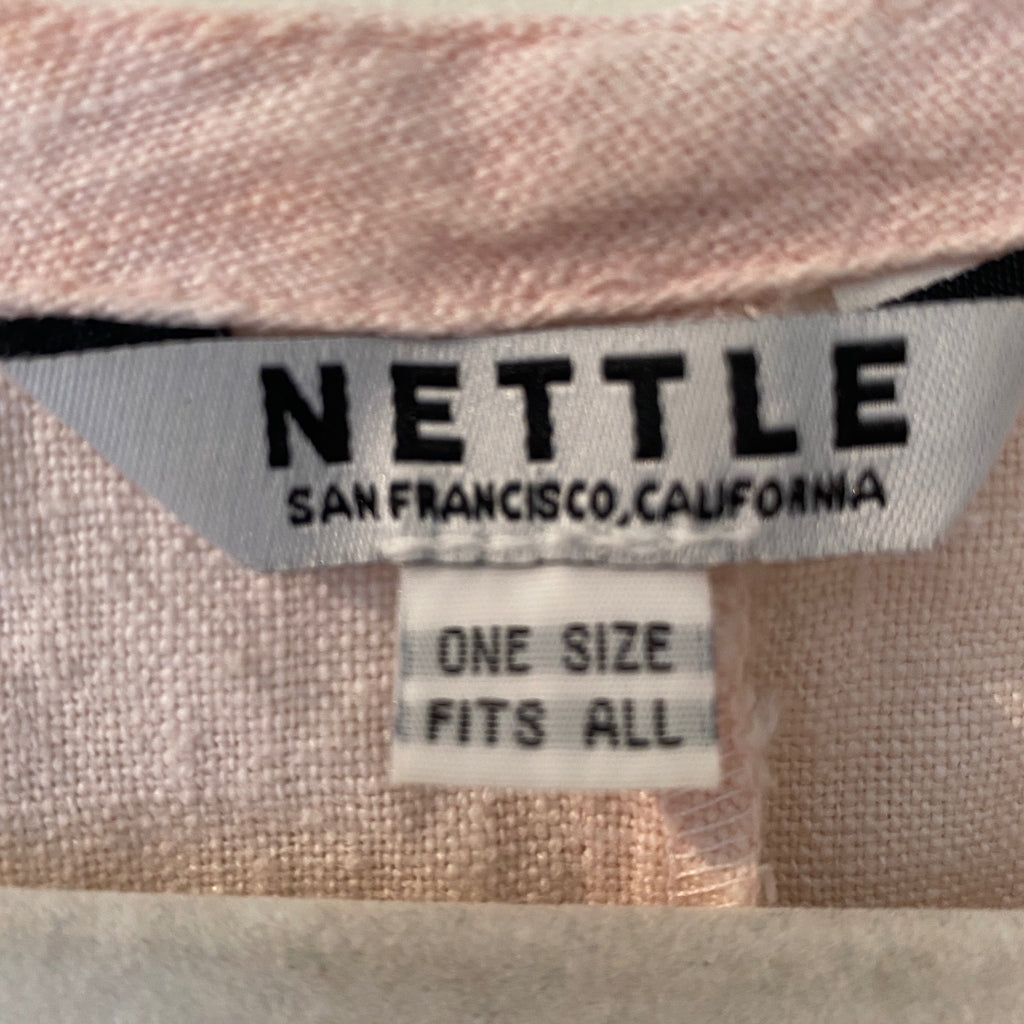 NETTLE
SAN FRANCISCO, CALIFORNIA
ONE SIZE
FITS ALL